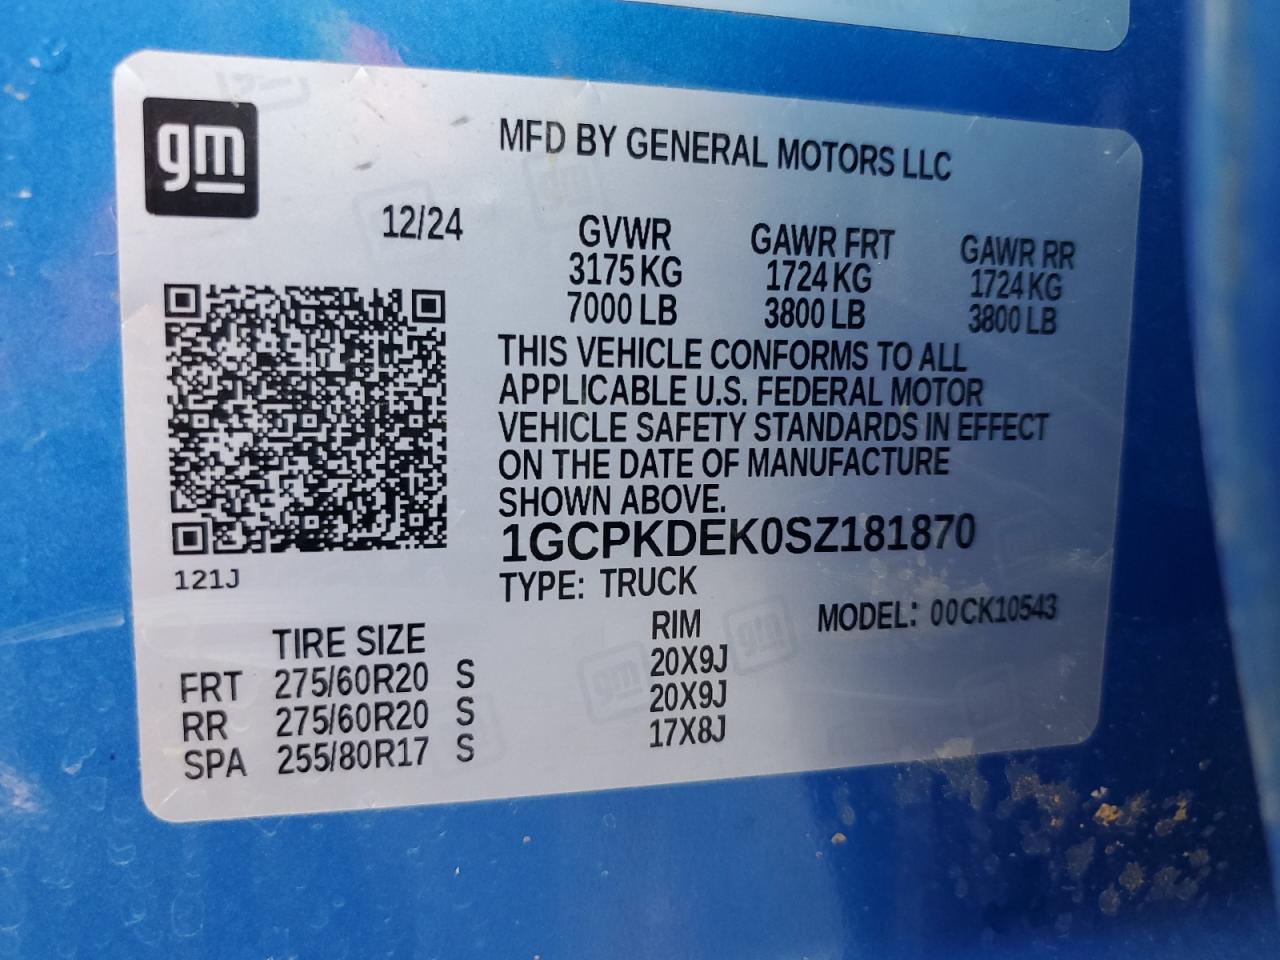 gm
MFD BY GENERAL MOTORS LLC
12/24
GVWR GAWR FRT GAWR RR
3175 KG 1724 KG 1724 KG
7000 LB 3800 LB 3800 LB
THIS VEHICLE CONFORMS TO ALL
APPLICABLE U.S. FEDERAL MOTOR
VEHICLE SAFETY STANDARDS IN EFFECT
ON THE DATE OF MANUFACTURE
SHOWN ABOVE.
1GCPKDEK0SZ181870
121J
TYPE: TRUCK
MODEL: 00CK10543
TIRE SIZE RIM
FRT 275/60R20 S 20X9J
RR 275/60R20 S 20X9J
SPA 255/80R17 S 17X8J